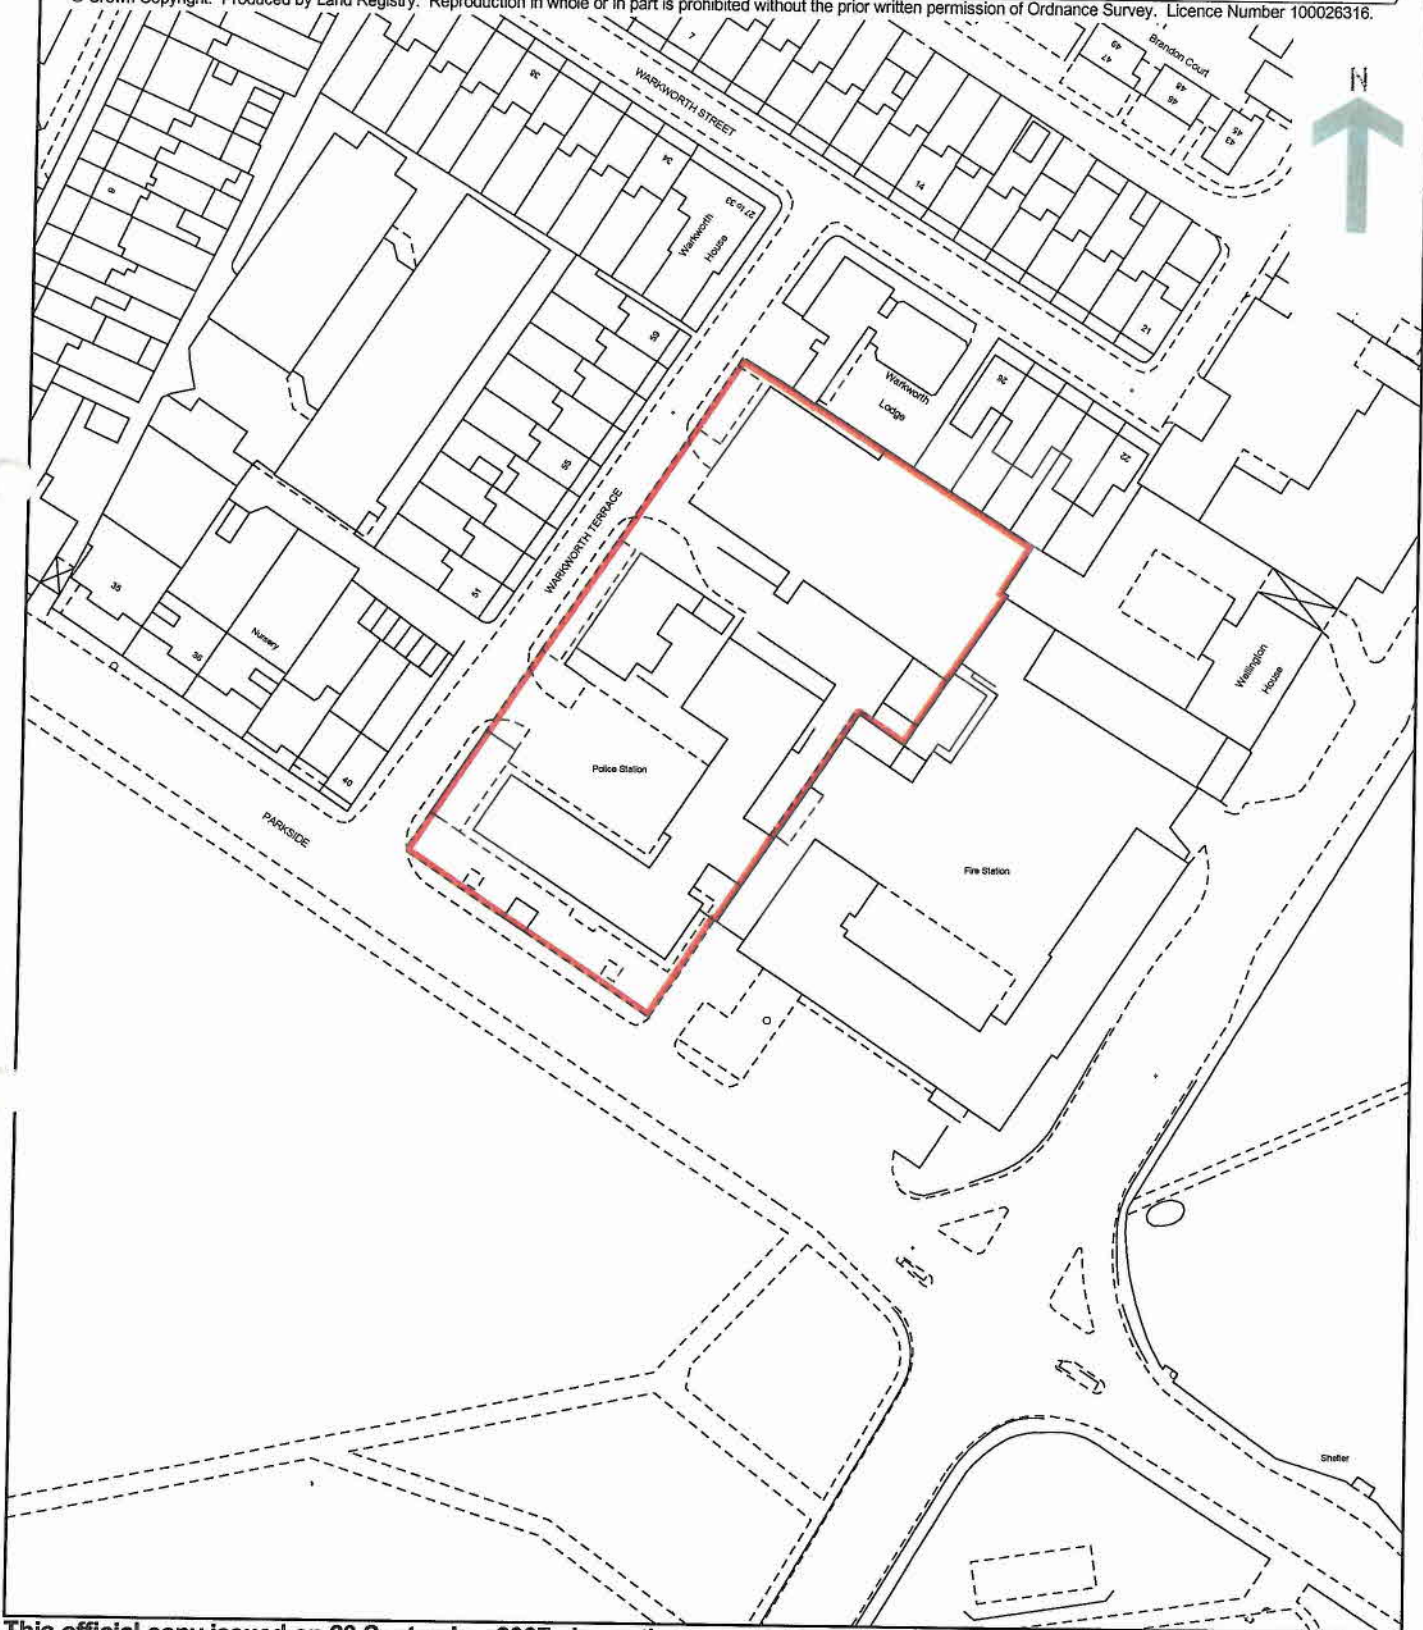 © Crown Copyright. Produced by Land Registry. Reproduction in whole or in part is prohibited without the prior written permission of Ordnance Survey. Licence Number 100026316.
N
Brandon Court
49
47
48
46
45
43
7
WARKWORTH STREET
38
34
27 to 33
Warkworth
House
14
21
9
59
Warkworth
Lodge
26
22
55
WARKWORTH TERRACE
51
35
Nursery
36
40
PARKSIDE
Wellington
House
Police Station
Fire Station
Shelter
This official copy issued on